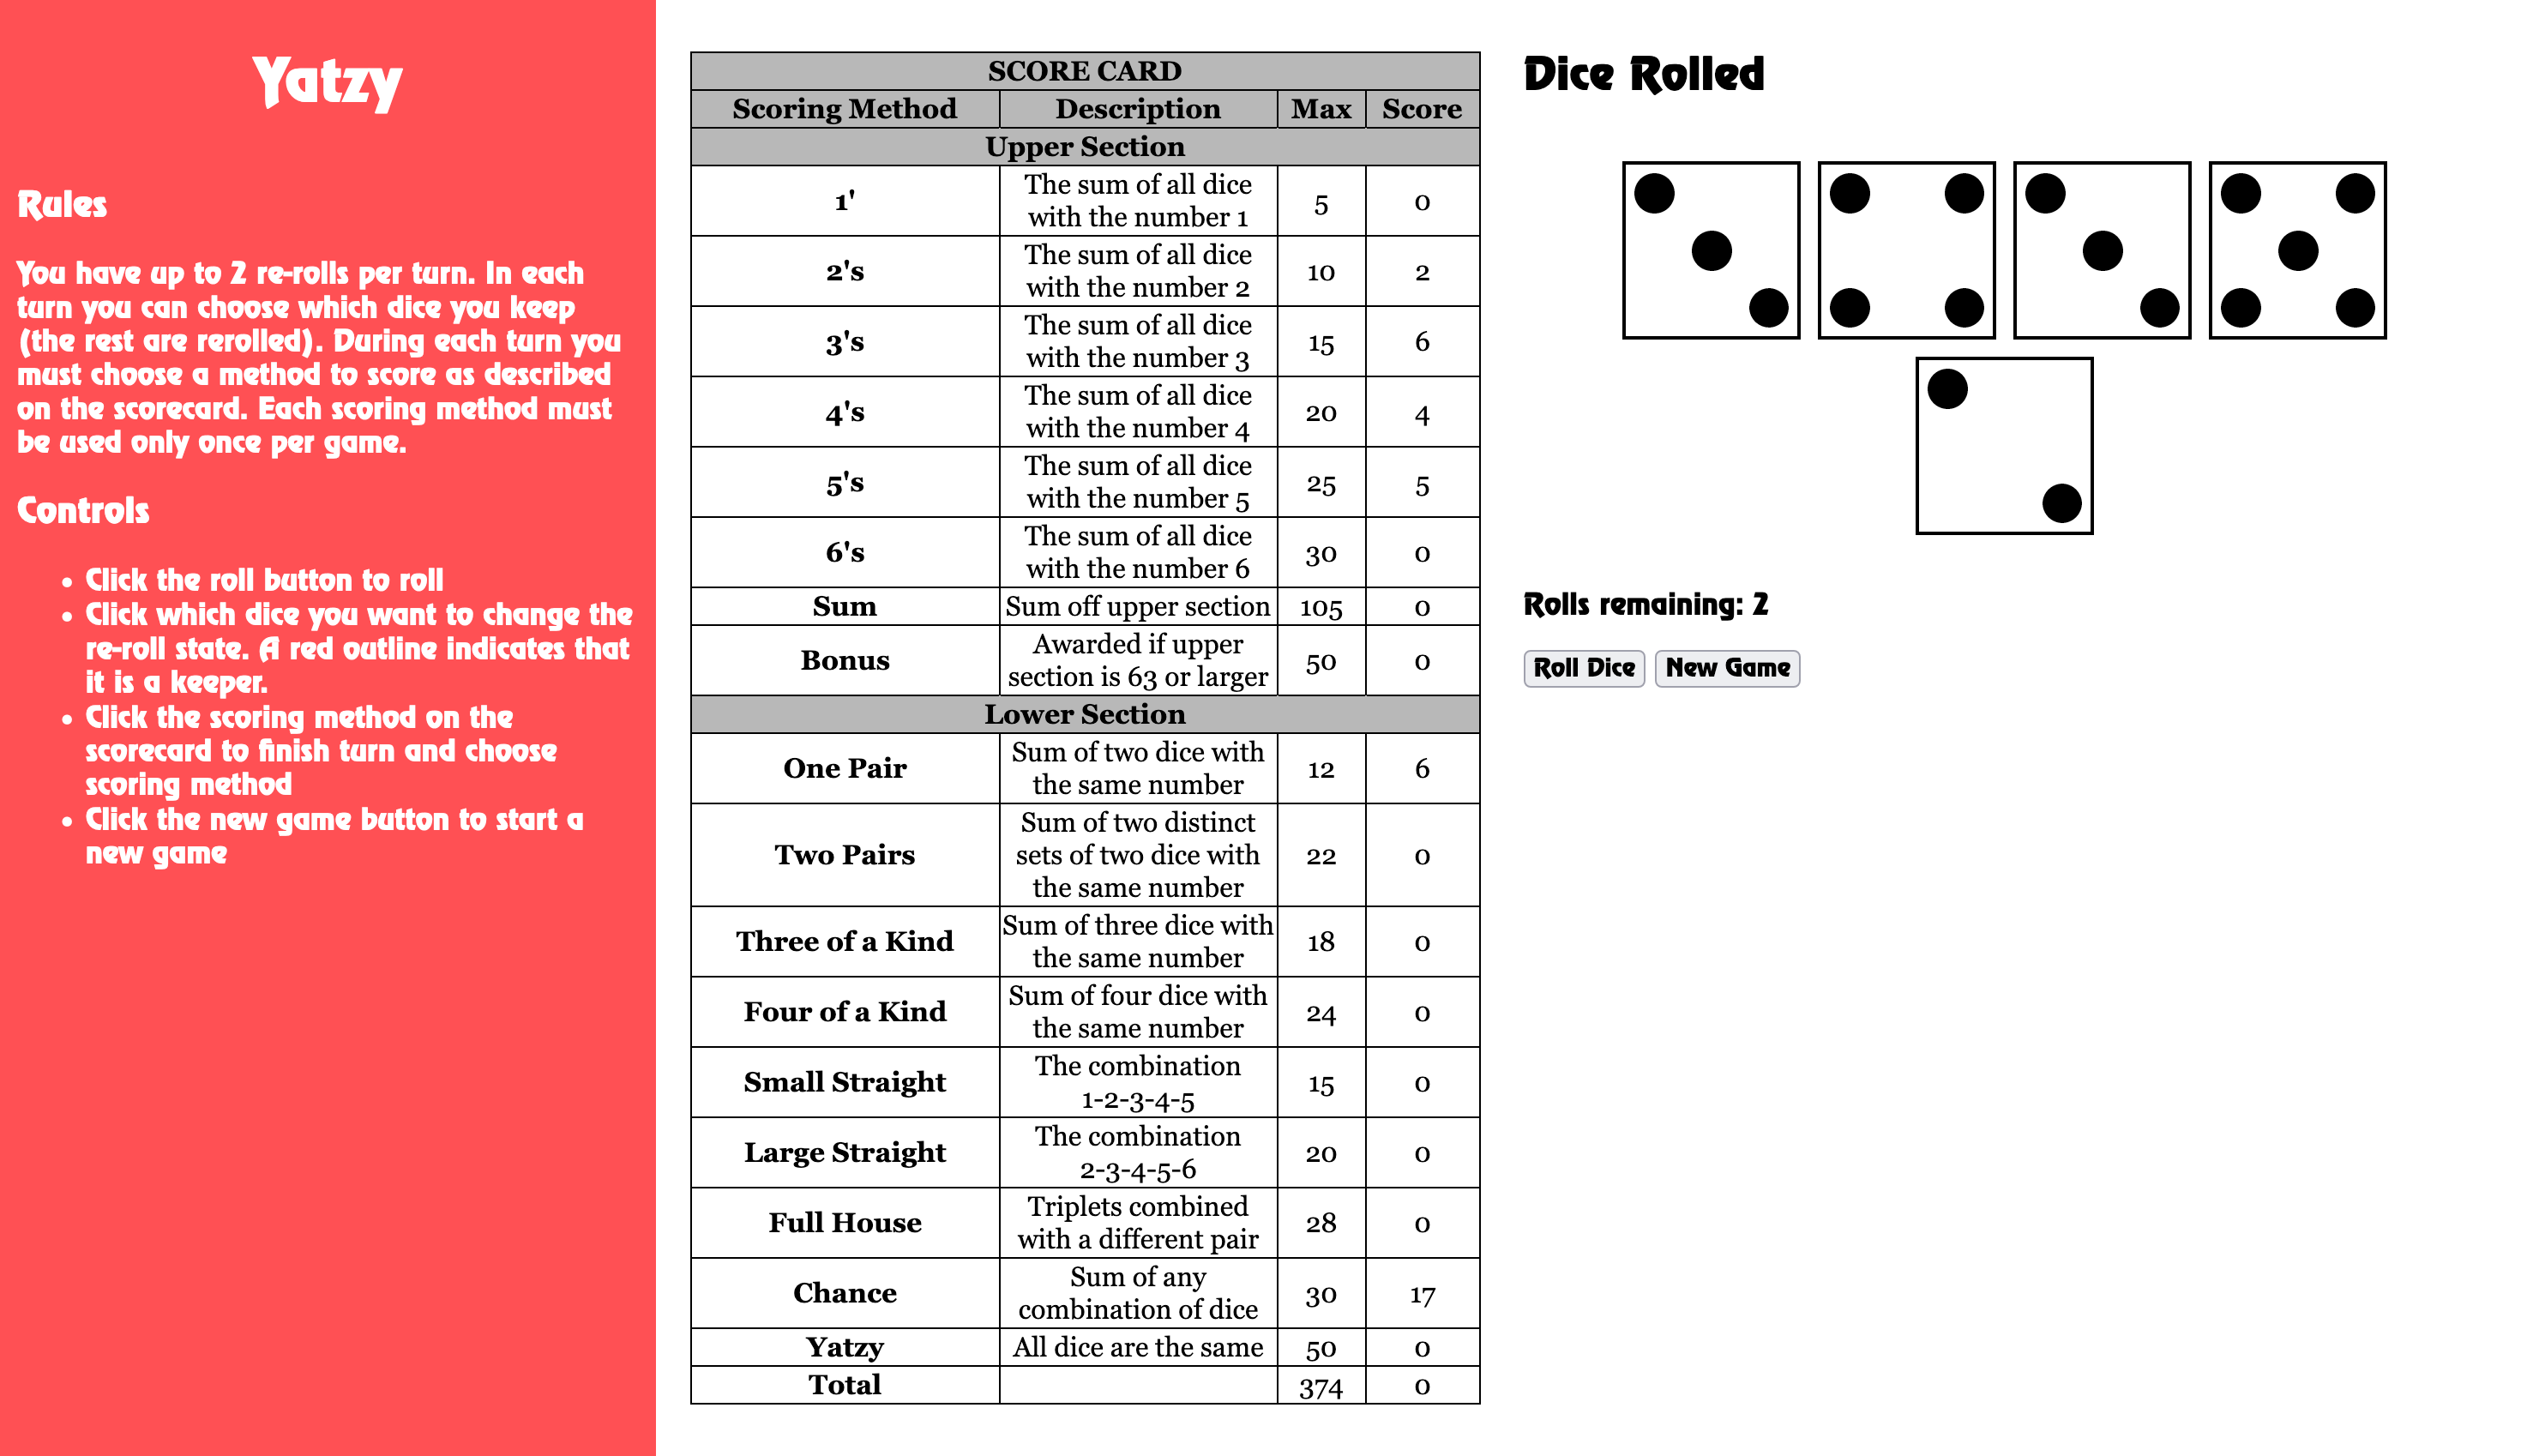 Yatzy
Rules
You have up to 2 re-rolls per turn. In each
turn you can choose which dice you keep
(the rest are rerolled). During each turn you
must choose a method to score as described
on the scorecard. Each scoring method must
be used only once per game.
Controls
• Click the roll button to roll
• Click which dice you want to change the
re-roll state. A red outline indicates that
it is a keeper.
• Click the scoring method on the
scorecard to finish turn and choose
scoring method
• Click the new game button to start a
new game
SCORE CARD
Scoring Method Description Max Score
Upper Section
1' The sum of all dice with the number 1 5 0
2's The sum of all dice with the number 2 10 2
3's The sum of all dice with the number 3 15 6
4's The sum of all dice with the number 4 20 4
5's The sum of all dice with the number 5 25 5
6's The sum of all dice with the number 6 30 0
Sum Sum off upper section 105 0
Bonus Awarded if upper section is 63 or larger 50 0
Lower Section
One Pair Sum of two dice with the same number 12 6
Two Pairs Sum of two distinct sets of two dice with the same number 22 0
Three of a Kind Sum of three dice with the same number 18 0
Four of a Kind Sum of four dice with the same number 24 0
Small Straight The combination 1-2-3-4-5 15 0
Large Straight The combination 2-3-4-5-6 20 0
Full House Triplets combined with a different pair 28 0
Chance Sum of any combination of dice 30 17
Yatzy All dice are the same 50 0
Total 374 0
Dice Rolled
Rolls remaining: 2
Roll Dice New Game